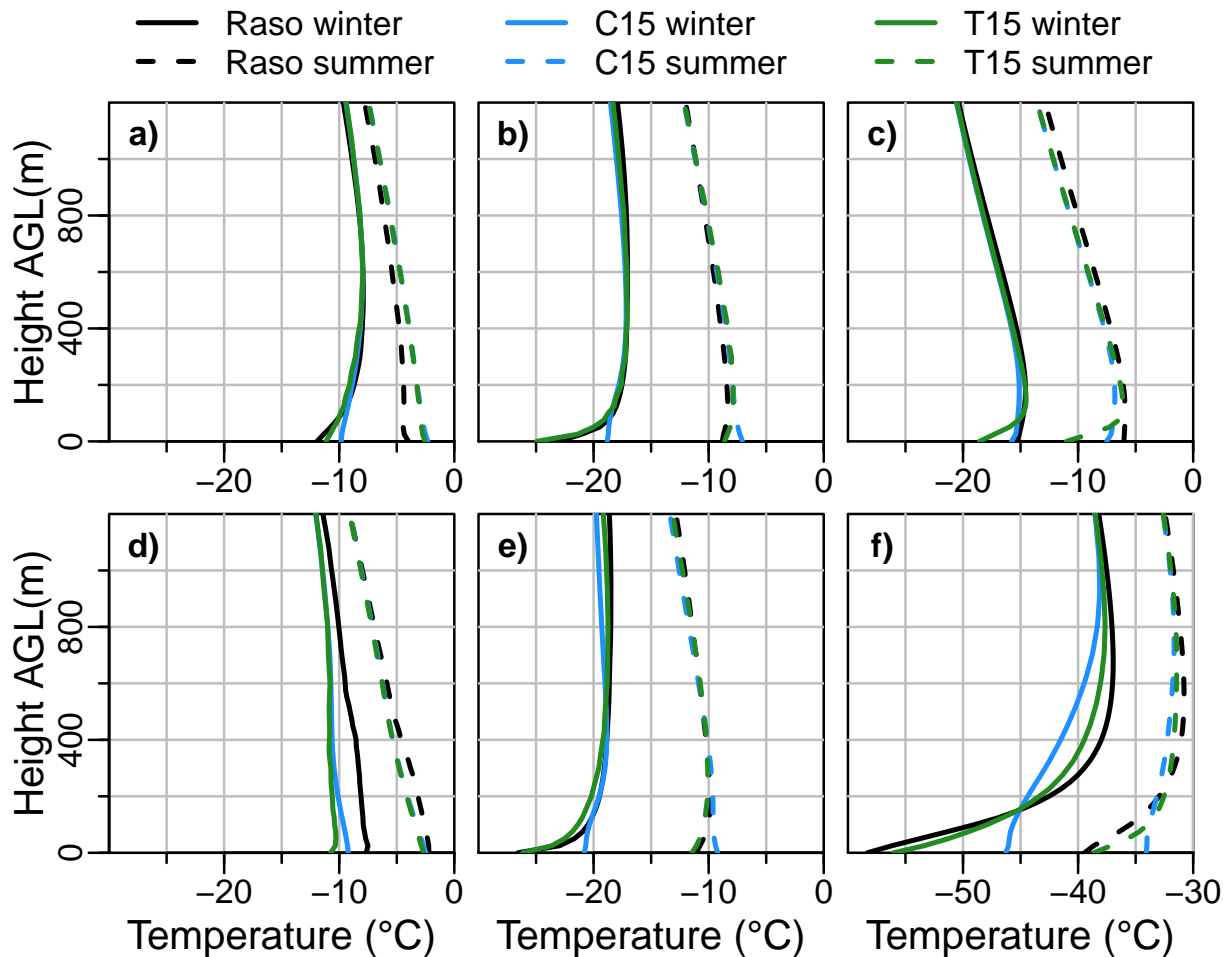 Raso winter C15 winter T15 winter
Raso summer C15 summer T15 summer
a) b) c)
Height AGL(m)
0 400 800
−20 −10 0 −20 −10 0 −20 −10 0
d) e) f)
Height AGL(m)
0 400 800
−20 −10 0 −20 −10 0 −50 −40 −30
Temperature (°C) Temperature (°C) Temperature (°C)